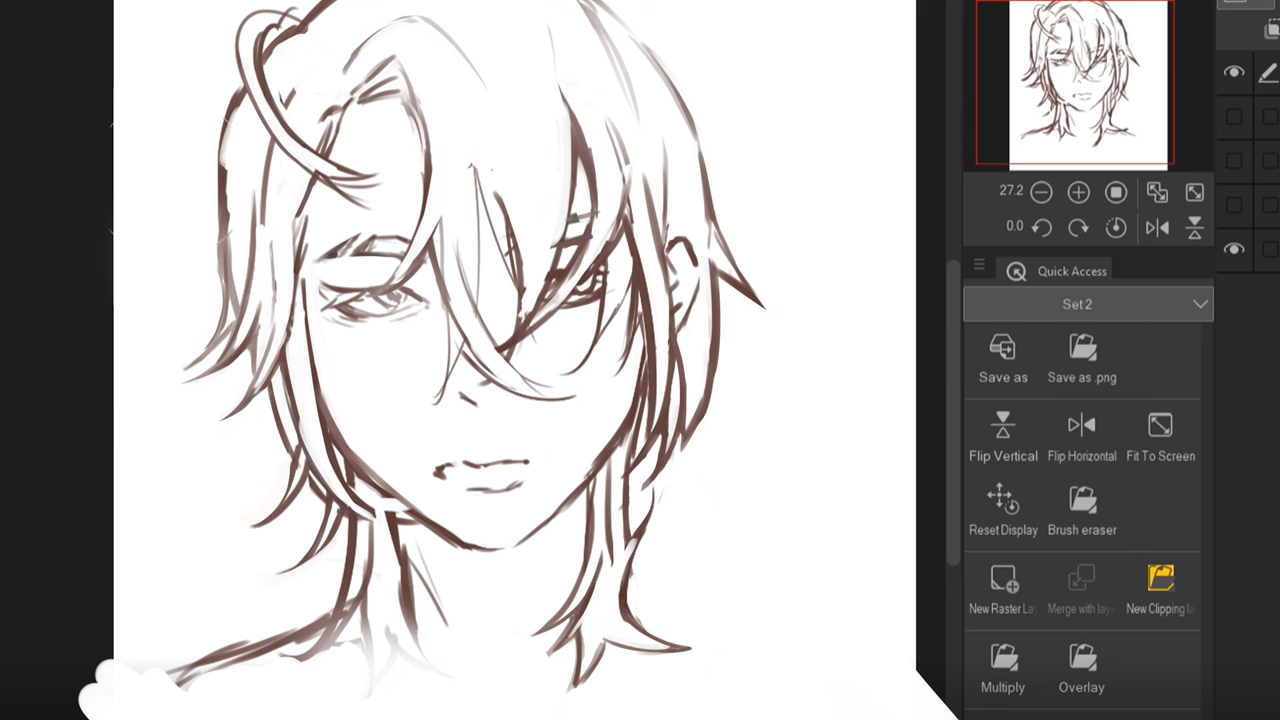 27.2
0.0
Quick Access
Set 2
Save as
Save as .png
Flip Vertical
Flip Horizontal
Fit To Screen
Reset Display
Brush eraser
New Raster La
Merge with laye
New Clipping la
Multiply
Overlay